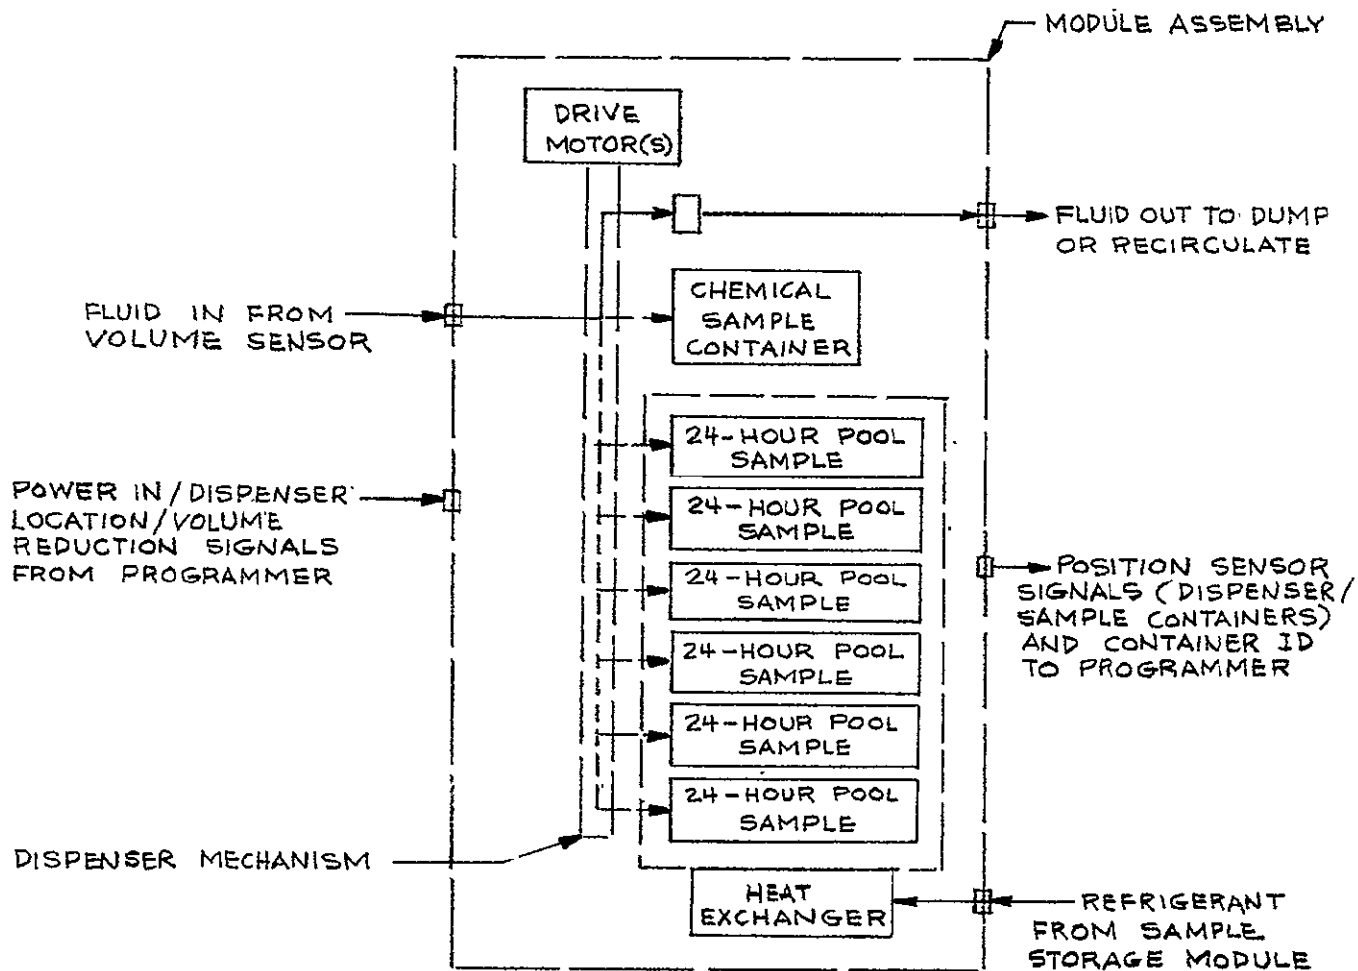 MODULE ASSEMBLY
DRIVE
MOTOR(S)
FLUID OUT TO DUMP
OR RECIRCULATE
FLUID IN FROM
VOLUME SENSOR
CHEMICAL
SAMPLE
CONTAINER
24-HOUR POOL
SAMPLE
24-HOUR POOL
SAMPLE
24-HOUR POOL
SAMPLE
24-HOUR POOL
SAMPLE
24-HOUR POOL
SAMPLE
24-HOUR POOL
SAMPLE
POWER IN/DISPENSER
LOCATION/VOLUME
REDUCTION SIGNALS
FROM PROGRAMMER
POSITION SENSOR
SIGNALS (DISPENSER/
SAMPLE CONTAINERS)
AND CONTAINER ID
TO PROGRAMMER
DISPENSER MECHANISM
HEAT
EXCHANGER
REFRIGERANT
FROM SAMPLE
STORAGE MODULE